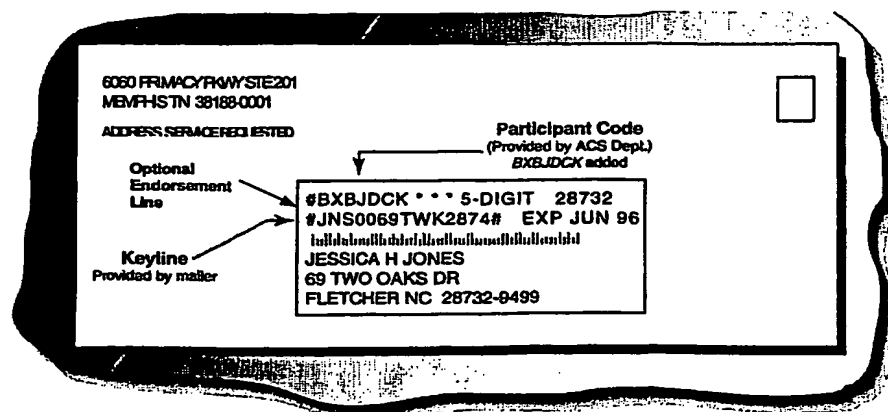 6060 PRIMACY PKWY STE 201
MEMPHIS TN 38188-0001
ADDRESS SERVICE REQUESTED
Participant Code
(Provided by ACS Dept.)
BXBJDCK added
Optional
Endorsement
Line
#BXBJDCK * * * 5-DIGIT 28732
#JNS0069TWK2874# EXP JUN 96
Keyline
Provided by mailer
JESSICA H JONES
69 TWO OAKS DR
FLETCHER NC 28732-9499